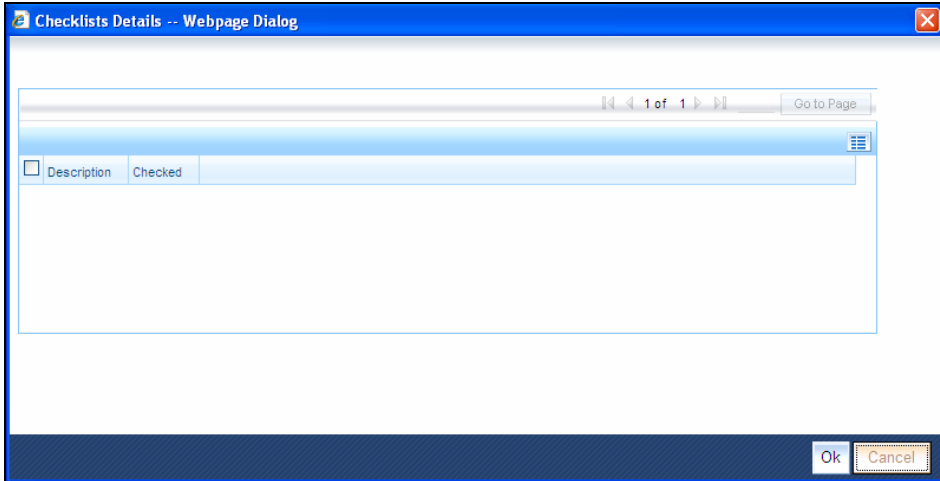 Checklists Details -- Webpage Dialog
1 of 1 Go to Page
Description Checked
Ok Cancel